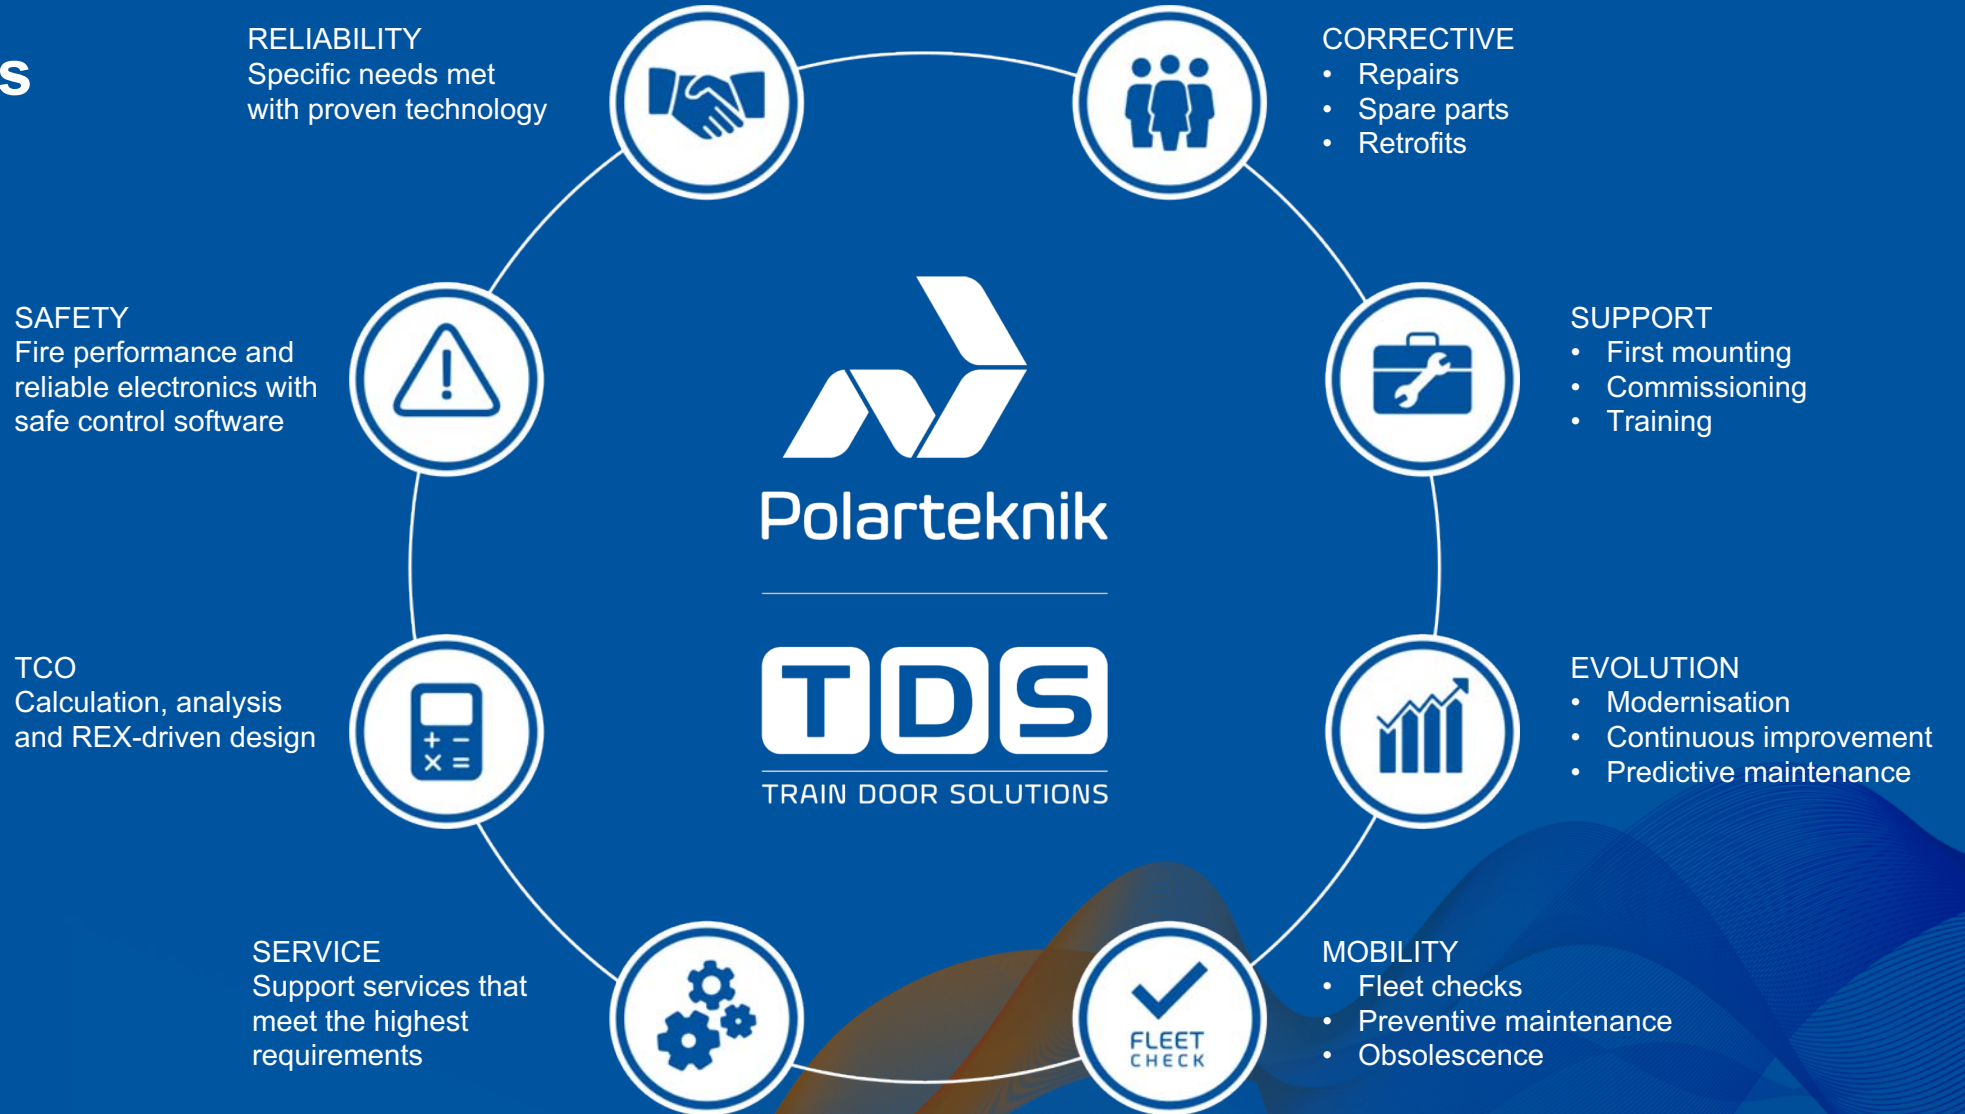 RELIABILITY
Specific needs met
with proven technology
CORRECTIVE
• Repairs
• Spare parts
• Retrofits
SAFETY
Fire performance and
reliable electronics with
safe control software
SUPPORT
• First mounting
• Commissioning
• Training
Polarteknik
TDS
TRAIN DOOR SOLUTIONS
TCO
Calculation, analysis
and REX-driven design
EVOLUTION
• Modernisation
• Continuous improvement
• Predictive maintenance
SERVICE
Support services that
meet the highest
requirements
FLEET
CHECK
MOBILITY
• Fleet checks
• Preventive maintenance
• Obsolescence